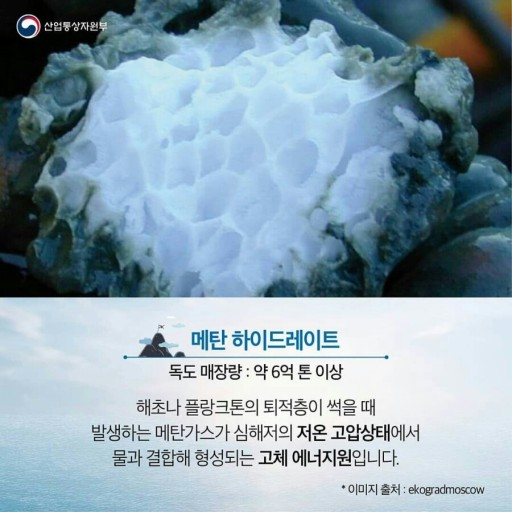 산업통상자원부
메탄 하이드레이트
독도 매장량 : 약 6억 톤 이상
해초나 플랑크톤의 퇴적층이 썩을 때
발생하는 메탄가스가 심해저의 저온 고압상태에서
물과 결합해 형성되는 고체 에너지원입니다.
* 이미지 출처 : ekogradmoscow